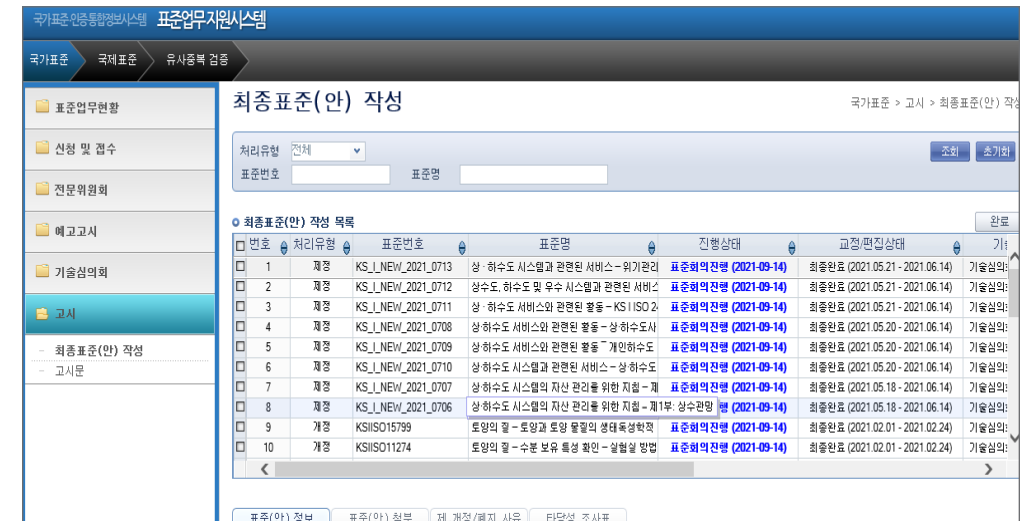 국가표준·인증통합정보시스템 표준업무지원시스템
국가표준 국제표준 유사중복 검증
표준업무현황
신청 및 접수
전문위원회
예고고시
기술심의회
고시
최종표준(안) 작성
고시문
최종표준(안) 작성
국가표준 > 고시 > 최종표준(안) 작성
처리유형 전체 조회 초기화
표준번호 표준명
최종표준(안) 작성 목록 완료
번호 처리유형 표준번호 표준명 진행상태 교정/편집상태
1 제정 KS_I_NEW_2021_0713 상·하수도 시스템과 관련된 서비스 – 위기관리 표준회의진행 (2021-09-14) 최종완료 (2021.05.21 - 2021.06.14) 기술심의
2 제정 KS_I_NEW_2021_0712 상수도, 하수도 및 우수 시스템과 관련된 서비스 표준회의진행 (2021-09-14) 최종완료 (2021.05.21 - 2021.06.14) 기술심의
3 제정 KS_I_NEW_2021_0711 상·하수도 서비스와 관련된 활동 – KS I ISO 24 표준회의진행 (2021-09-14) 최종완료 (2021.05.21 - 2021.06.14) 기술심의
4 제정 KS_I_NEW_2021_0708 상·하수도 서비스와 관련된 활동 – 상·하수도사 표준회의진행 (2021-09-14) 최종완료 (2021.05.20 - 2021.06.14) 기술심의
5 제정 KS_I_NEW_2021_0709 상·하수도 서비스와 관련된 활동 ‾ 개인하수도 표준회의진행 (2021-09-14) 최종완료 (2021.05.20 - 2021.06.14) 기술심의
6 제정 KS_I_NEW_2021_0710 상·하수도 시스템과 관련된 서비스 – 상·하수도 표준회의진행 (2021-09-14) 최종완료 (2021.05.20 - 2021.06.14) 기술심의
7 제정 KS_I_NEW_2021_0707 상·하수도 시스템의 자산 관리를 위한 지침 – 제 표준회의진행 (2021-09-14) 최종완료 (2021.05.18 - 2021.06.14) 기술심의
8 제정 KS_I_NEW_2021_0706 상·하수도 시스템의 자산 관리를 위한 지침 – 제1부: 상수관망 행 (2021-09-14) 최종완료 (2021.05.18 - 2021.06.14) 기술심의
9 개정 KSIISO15799 토양의 질 – 토양과 토양 물질의 생태독성학적 표준회의진행 (2021-09-14) 최종완료 (2021.02.01 - 2021.02.24) 기술심의
10 개정 KSIISO11274 토양의 질 – 수분 보유 특성 확인 – 실험실 방법 표준회의진행 (2021-09-14) 최종완료 (2021.02.01 - 2021.02.24) 기술심의
표준(안) 정보 표준(안) 첨부 제.개정/폐지 사유 타당성 조사표